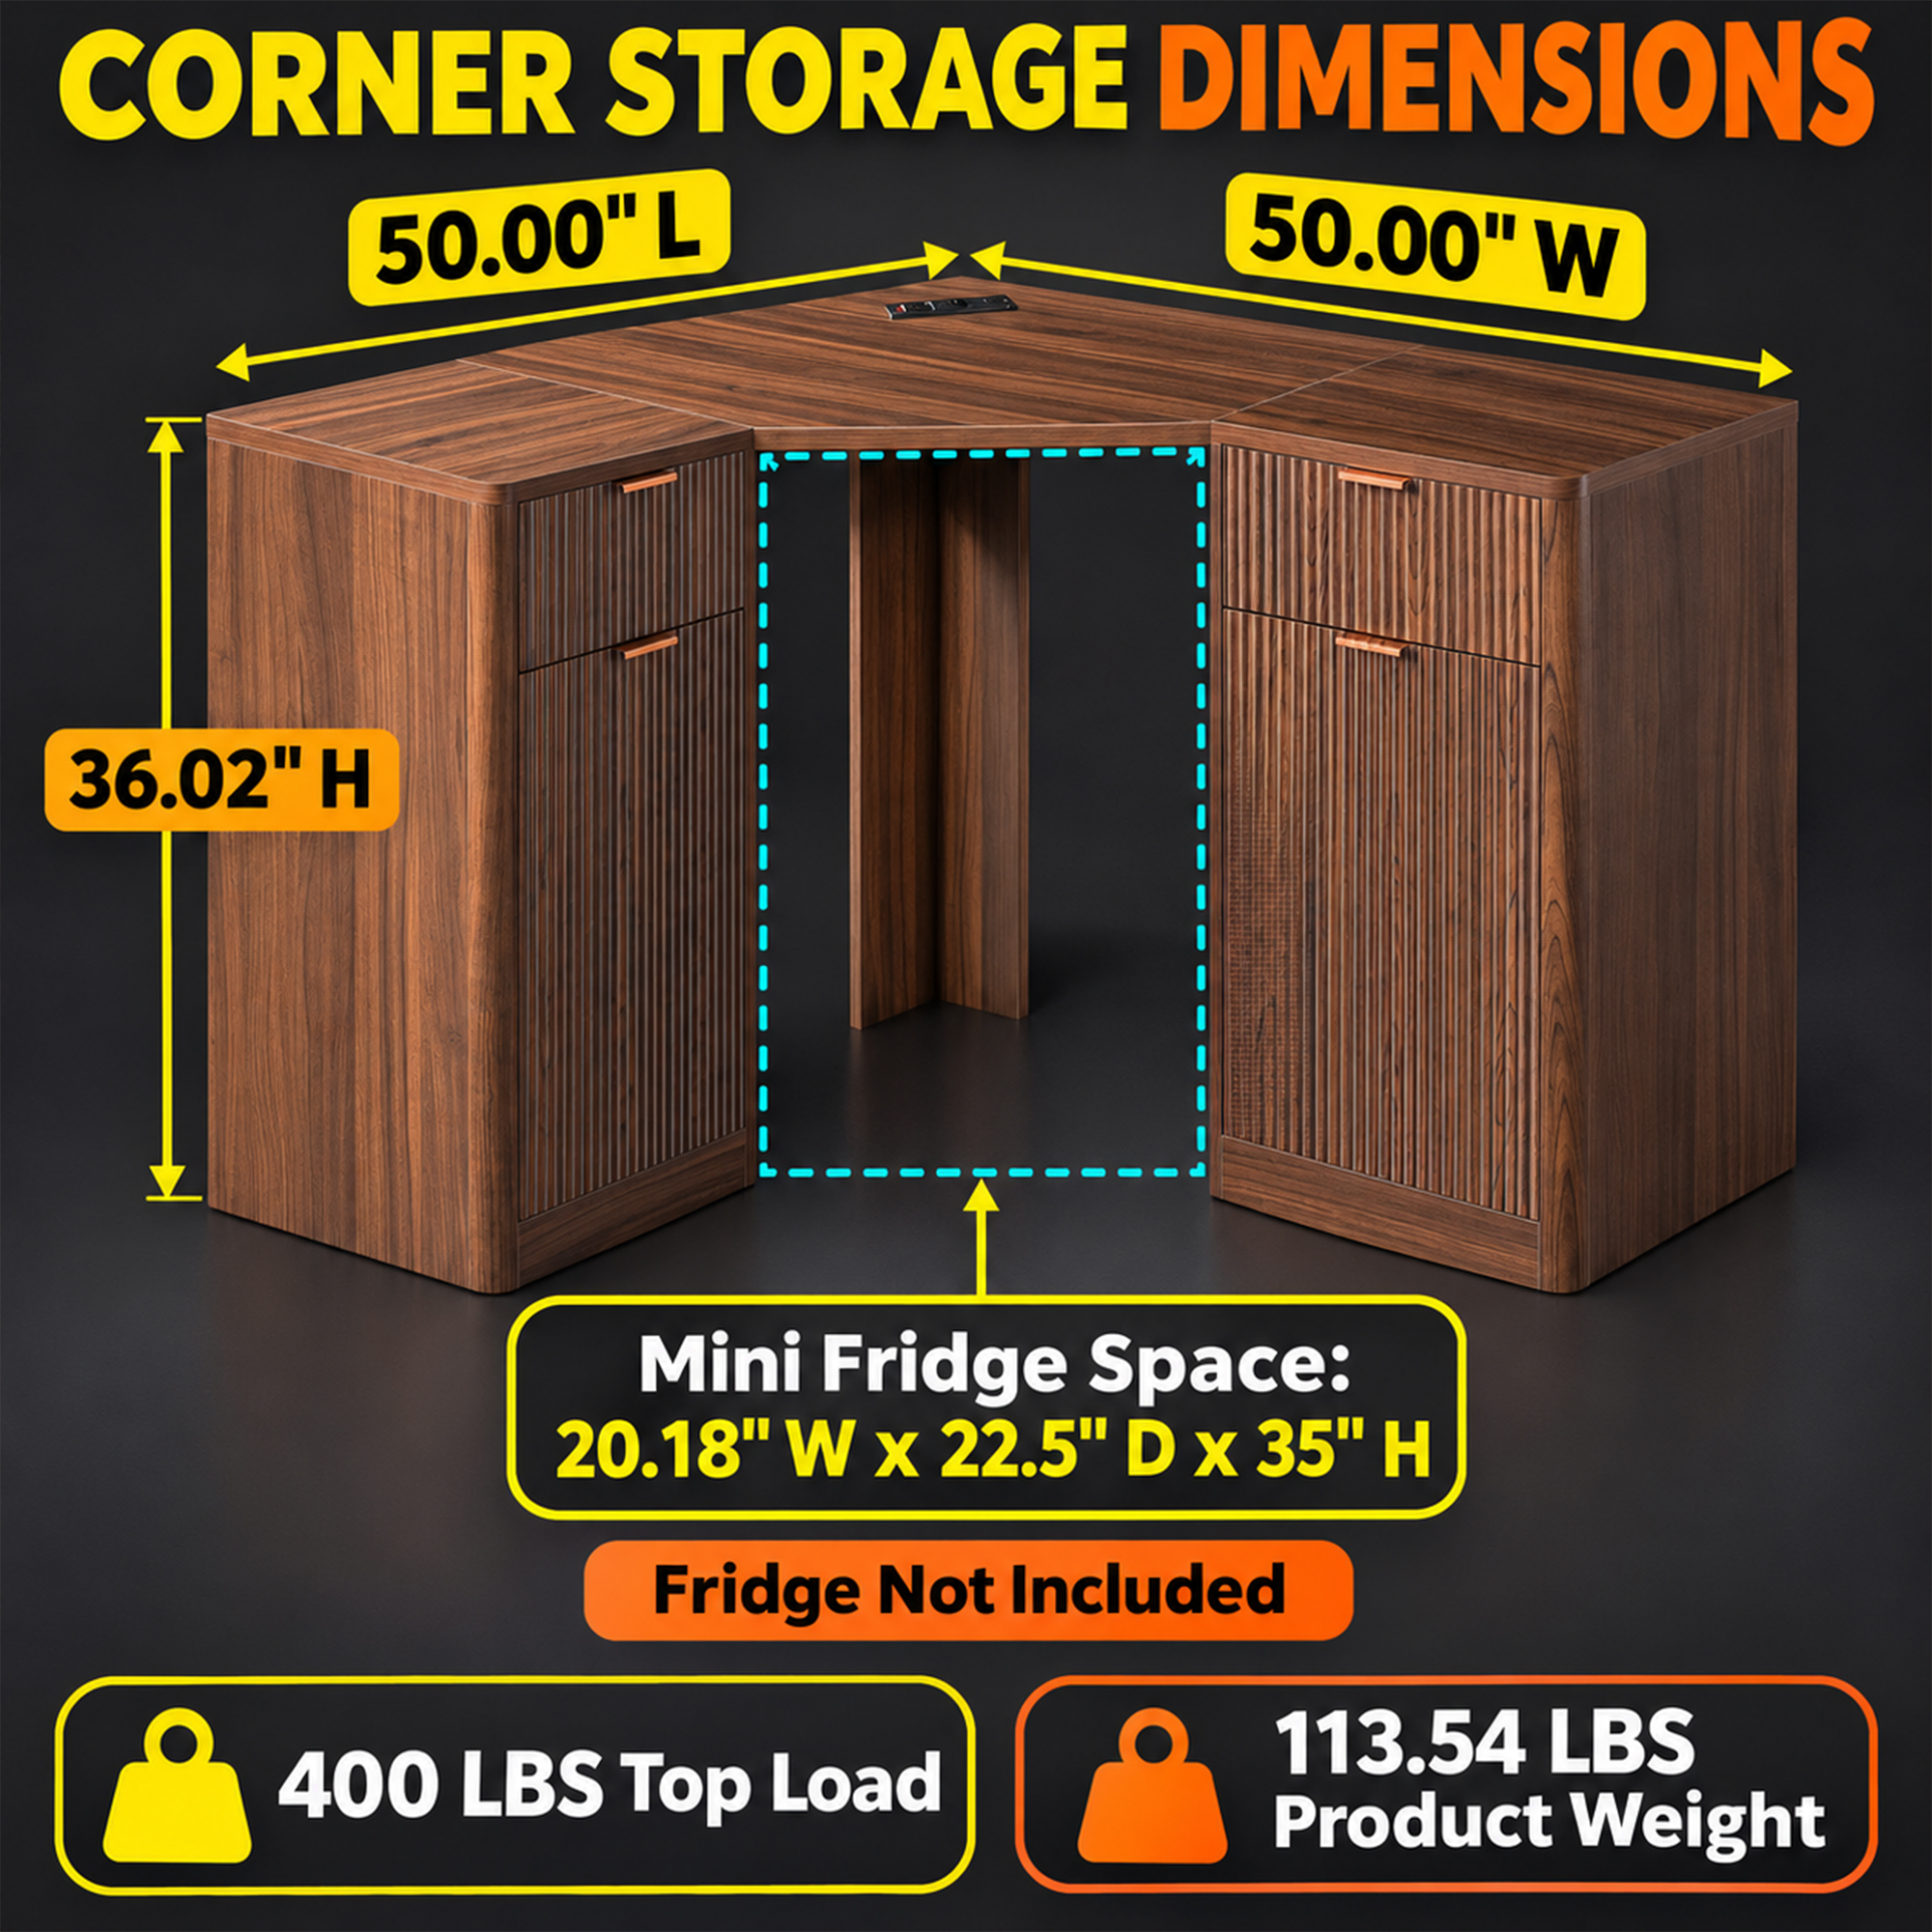 CORNER STORAGE DIMENSIONS
50.00" L
50.00" W
36.02" H
Mini Fridge Space:
20.18" W x 22.5" D x 35" H
Fridge Not Included
400 LBS Top Load
113.54 LBS
Product Weight